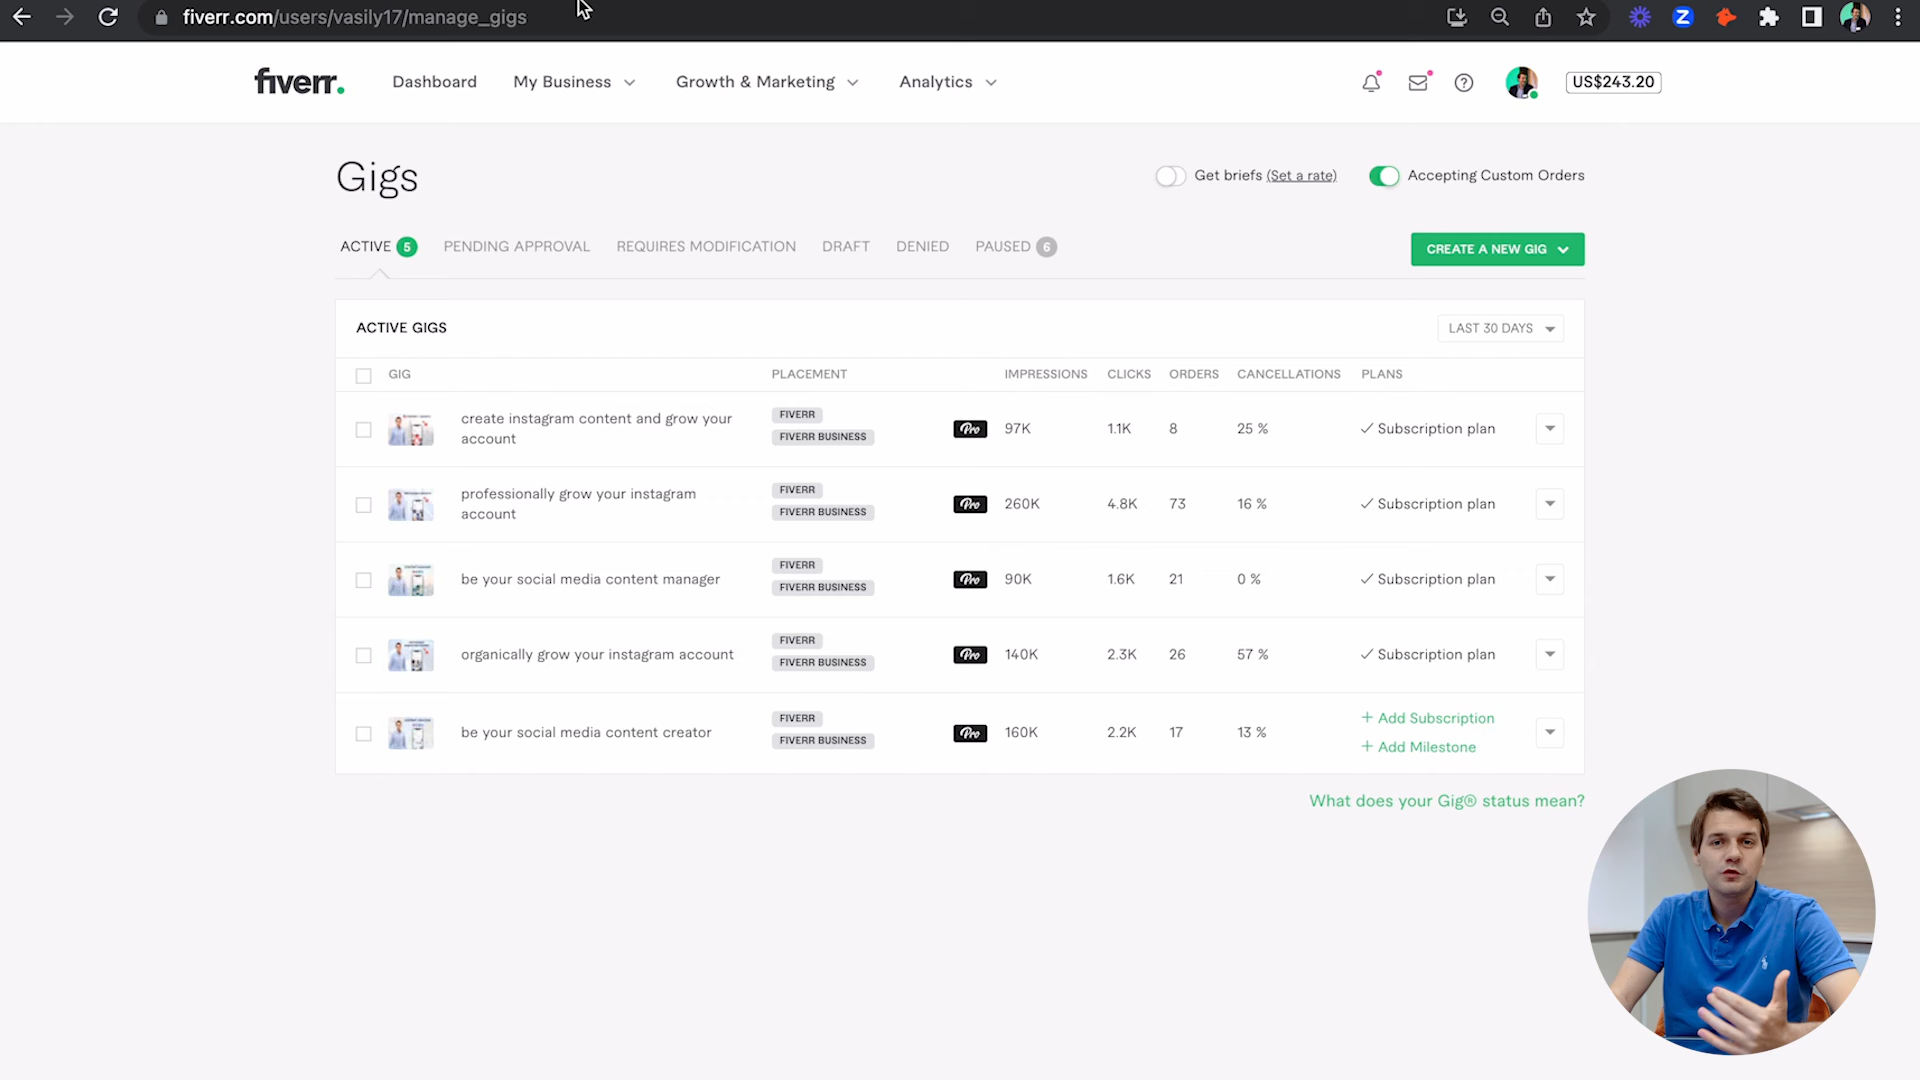 fiverr.com/users/vasily17/manage_gigs
fiverr.
Dashboard
My Business
Growth & Marketing
Analytics
US$243.20
Gigs
Get briefs (Set a rate)
Accepting Custom Orders
ACTIVE 5
PENDING APPROVAL
REQUIRES MODIFICATION
DRAFT
DENIED
PAUSED 6
CREATE A NEW GIG
ACTIVE GIGS
LAST 30 DAYS
GIG PLACEMENT IMPRESSIONS CLICKS ORDERS CANCELLATIONS PLANS
create instagram content and grow your
account
FIVERR
FIVERR BUSINESS
Pro 97K 1.1K 8 25 % Subscription plan
professionally grow your instagram
account
FIVERR
FIVERR BUSINESS
Pro 260K 4.8K 73 16 % Subscription plan
be your social media content manager
FIVERR
FIVERR BUSINESS
Pro 90K 1.6K 21 0 % Subscription plan
organically grow your instagram account
FIVERR
FIVERR BUSINESS
Pro 140K 2.3K 26 57 % Subscription plan
be your social media content creator
FIVERR
FIVERR BUSINESS
Pro 160K 2.2K 17 13 %
+ Add Subscription
+ Add Milestone
What does your Gig® status mean?